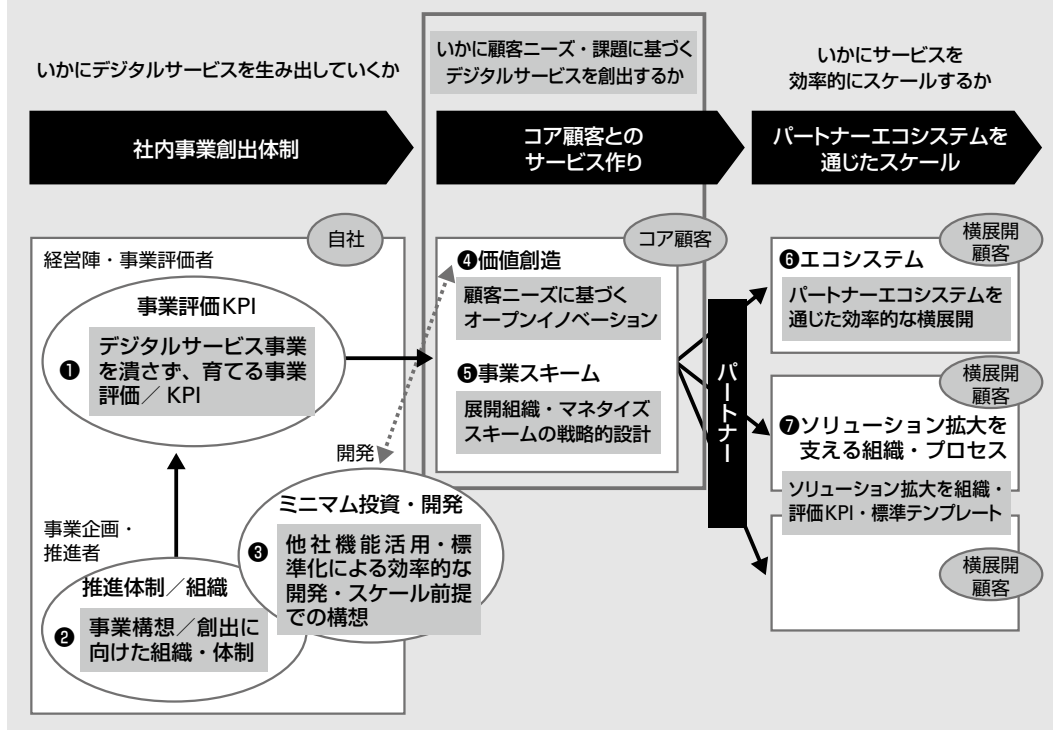 いかにデジタルサービスを生み出していくか
いかに顧客ニーズ・課題に基づく
デジタルサービスを創出するか
いかにサービスを
効率的にスケールするか
社内事業創出体制
コア顧客との
サービス作り
パートナーエコシステムを
通じたスケール
自社
経営陣・事業評価者
事業評価KPI
❶
デジタルサービス事業
を潰さず、育てる事業
評価／KPI
開発
ミニマム投資・開発
❸
他社機能活用・標
準化による効率的な
開発・スケール前提
での構想
事業企画・
推進者
推進体制／組織
❷
事業構想／創出に
向けた組織・体制
コア顧客
❹価値創造
顧客ニーズに基づく
オープンイノベーション
❺事業スキーム
展開組織・マネタイズ
スキームの戦略的設計
パートナー
横展開
顧客
❻エコシステム
パートナーエコシステムを
通じた効率的な横展開
横展開
顧客
❼ソリューション拡大を
支える組織・プロセス
ソリューション拡大を組織・
評価KPI・標準テンプレート
横展開
顧客